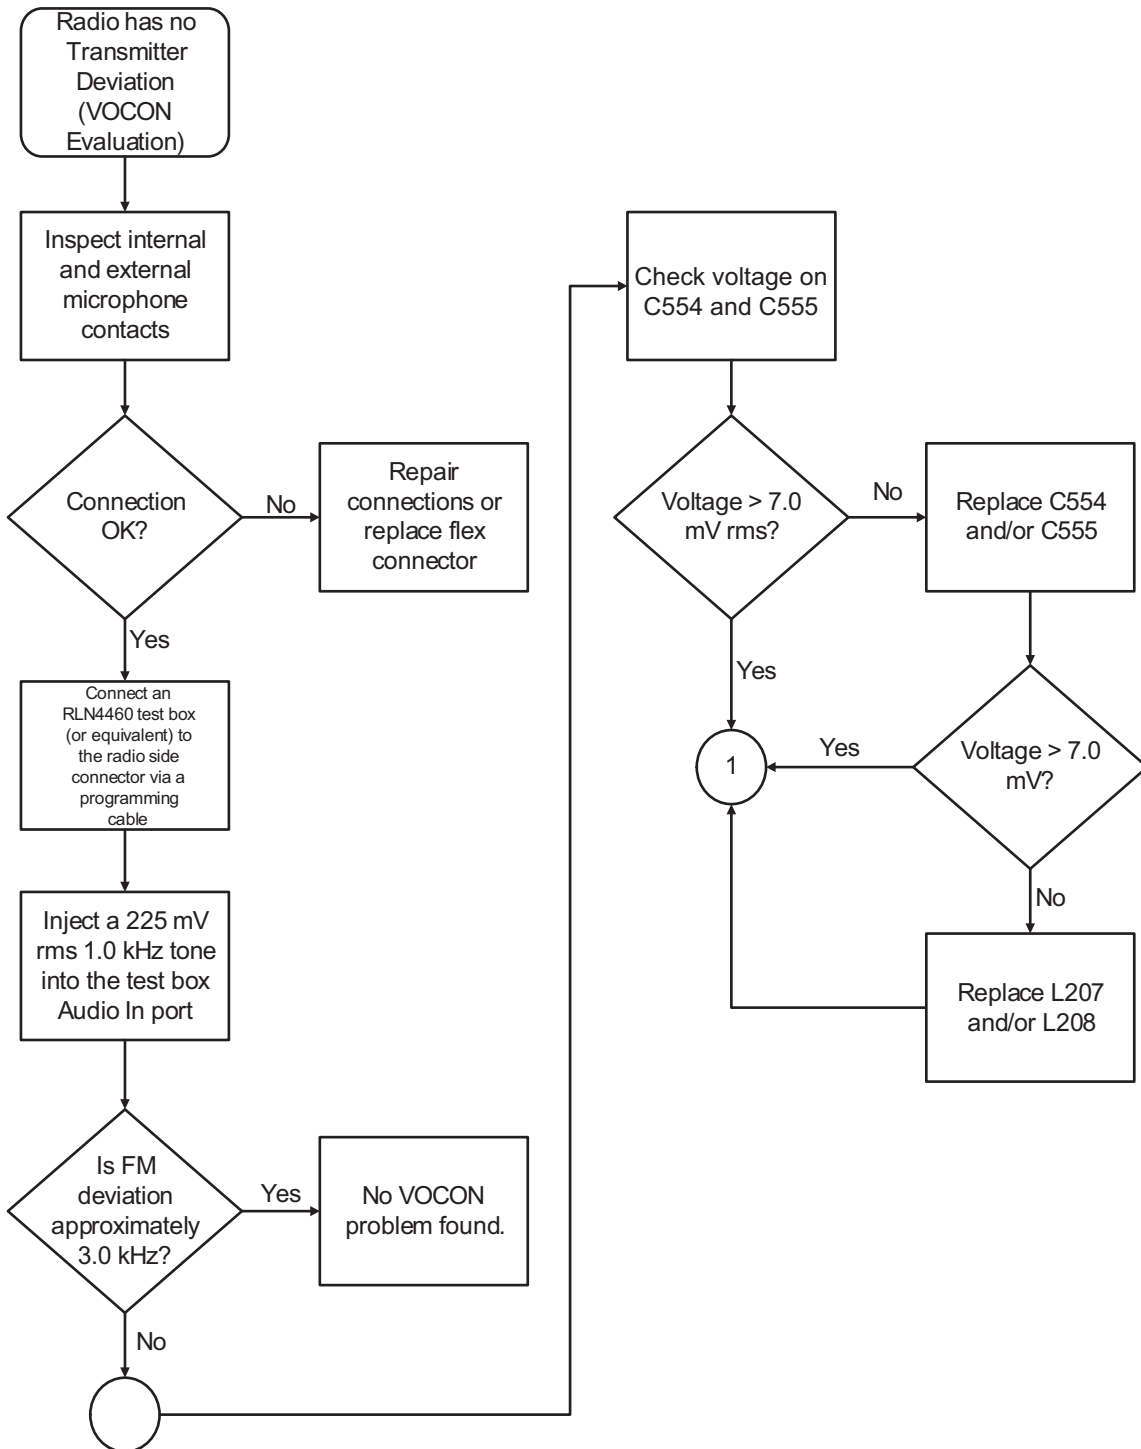 Radio has no
Transmitter
Deviation
(VOCON
Evaluation)
Inspect internal
and external
microphone
contacts
Connection
OK?
No
Repair
connections or
replace flex
connector
Yes
Connect an
RLN4460 test box
(or equivalent) to
the radio side
connector via a
programming
cable
Inject a 225 mV
rms 1.0 kHz tone
into the test box
Audio In port
Is FM
deviation
approximately
3.0 kHz?
Yes
No VOCON
problem found.
No
Check voltage on
C554 and C555
Voltage > 7.0
mV rms?
No
Replace C554
and/or C555
Yes
1
Yes
Voltage > 7.0
mV?
No
Replace L207
and/or L208